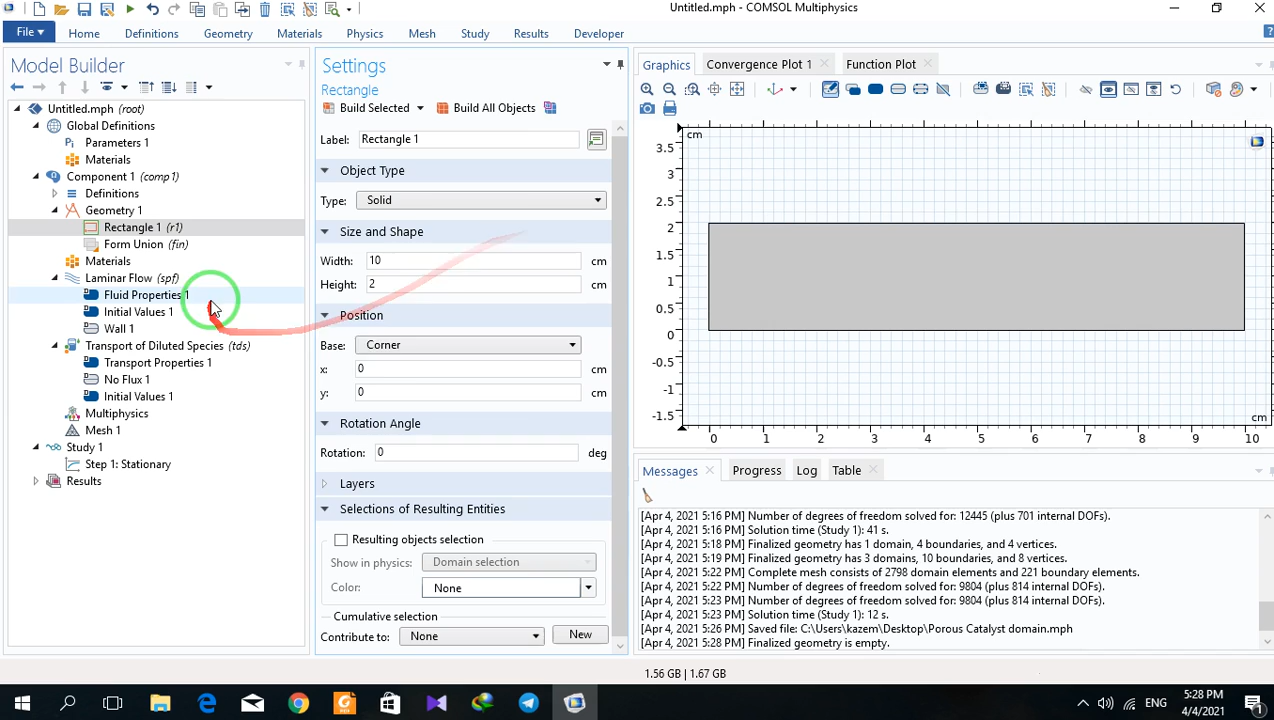 Untitled.mph - COMSOL Multiphysics
File
Home
Definitions
Geometry
Materials
Physics
Mesh
Study
Results
Developer
Model Builder
Untitled.mph (root)
Global Definitions
Parameters 1
Materials
Component 1 (comp1)
Definitions
Geometry 1
Rectangle 1 (r1)
Form Union (fin)
Materials
Laminar Flow (spf)
Fluid Properties 1
Initial Values 1
Wall 1
Transport of Diluted Species (tds)
Transport Properties 1
No Flux 1
Initial Values 1
Multiphysics
Mesh 1
Study 1
Step 1: Stationary
Results
Settings
Rectangle
Build Selected
Build All Objects
Label: Rectangle 1
Object Type
Type: Solid
Size and Shape
Width: 10 cm
Height: 2 cm
Position
Base: Corner
x: 0 cm
y: 0 cm
Rotation Angle
Rotation: 0 deg
Layers
Selections of Resulting Entities
Resulting objects selection
Show in physics: Domain selection
Color: None
Cumulative selection
Contribute to: None New
Graphics
Convergence Plot 1
Function Plot
cm
3.5
3
2.5
2
1.5
1
0.5
0
-0.5
-1
-1.5
cm
0 1 2 3 4 5 6 7 8 9 10
Messages
Progress
Log
Table
[Apr 4, 2021 5:16 PM] Number of degrees of freedom solved for: 12445 (plus 701 internal DOFs).
[Apr 4, 2021 5:16 PM] Solution time (Study 1): 41 s.
[Apr 4, 2021 5:18 PM] Finalized geometry has 1 domain, 4 boundaries, and 4 vertices.
[Apr 4, 2021 5:19 PM] Finalized geometry has 3 domains, 10 boundaries, and 8 vertices.
[Apr 4, 2021 5:22 PM] Complete mesh consists of 2798 domain elements and 221 boundary elements.
[Apr 4, 2021 5:22 PM] Number of degrees of freedom solved for: 9804 (plus 814 internal DOFs).
[Apr 4, 2021 5:23 PM] Number of degrees of freedom solved for: 9804 (plus 814 internal DOFs).
[Apr 4, 2021 5:23 PM] Solution time (Study 1): 12 s.
[Apr 4, 2021 5:26 PM] Saved file: C:\Users\kazem\Desktop\Porous Catalyst domain.mph
[Apr 4, 2021 5:28 PM] Finalized geometry is empty.
1.56 GB | 1.67 GB
ENG
5:28 PM
4/4/2021